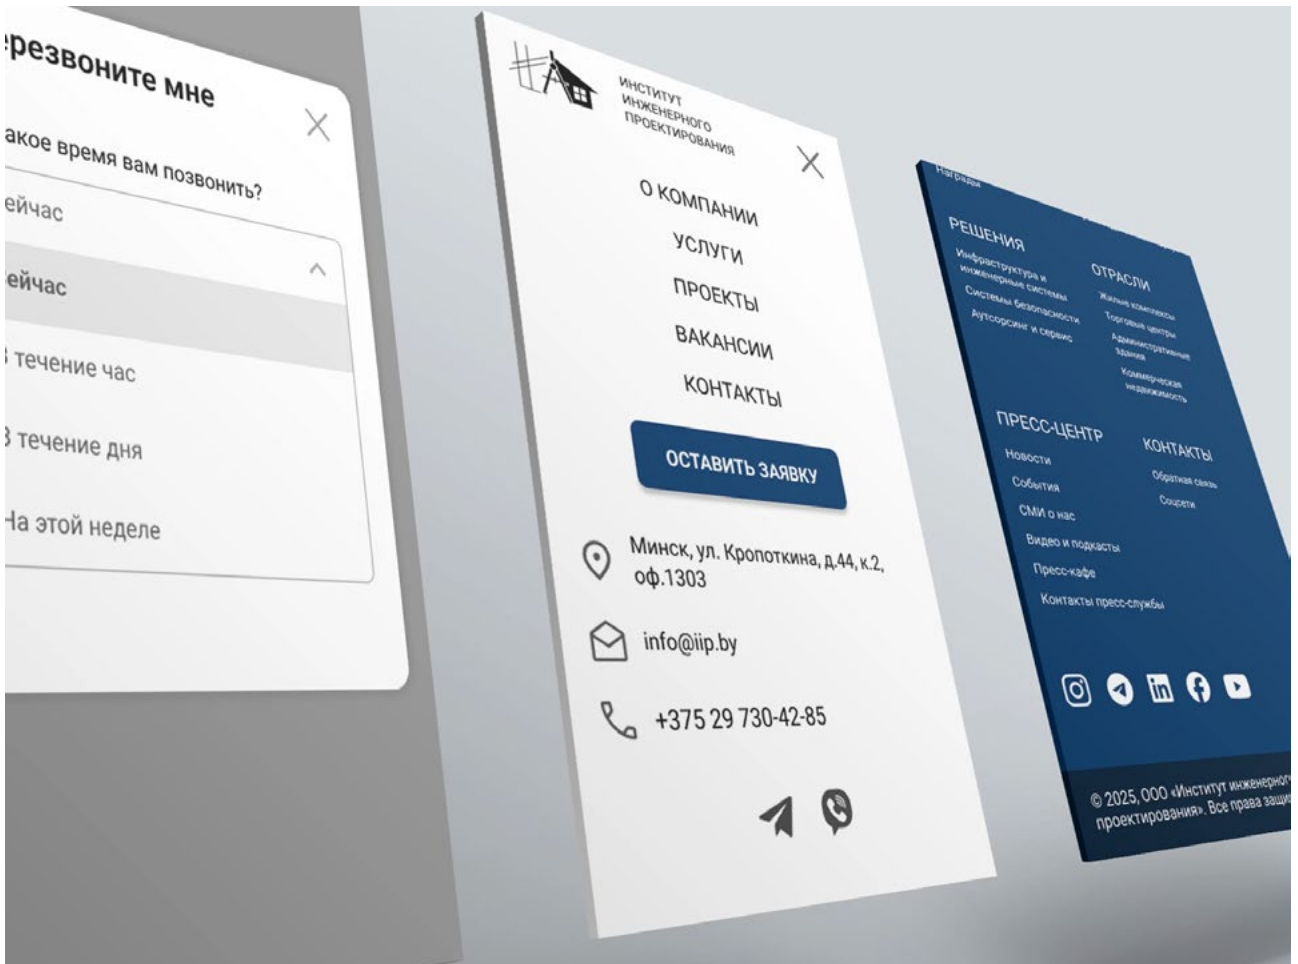 ерезвоните мне
акое время вам позвонить?
ейчас
ейчас
В течение час
В течение дня
На этой неделе
ИНСТИТУТ
ИНЖЕНЕРНОГО
ПРОЕКТИРОВАНИЯ
О КОМПАНИИ
УСЛУГИ
ПРОЕКТЫ
ВАКАНСИИ
КОНТАКТЫ
ОСТАВИТЬ ЗАЯВКУ
Минск, ул. Кропоткина, д.44, к.2,
оф.1303
info@iip.by
+375 29 730-42-85
Награды
РЕШЕНИЯ
Инфраструктура и
инженерные системы
Системы безопасности
Аутсорсинг и сервис
ОТРАСЛИ
Жилые комплексы
Торговые центры
Административные
здания
Коммерческая
недвижимость
ПРЕСС-ЦЕНТР
Новости
События
СМИ о нас
Видео и подкасты
Пресс-кафе
Контакты пресс-службы
КОНТАКТЫ
Обратная связь
Соцсети
in
© 2025, ООО «Институт инженерног
проектирования». Все права защи